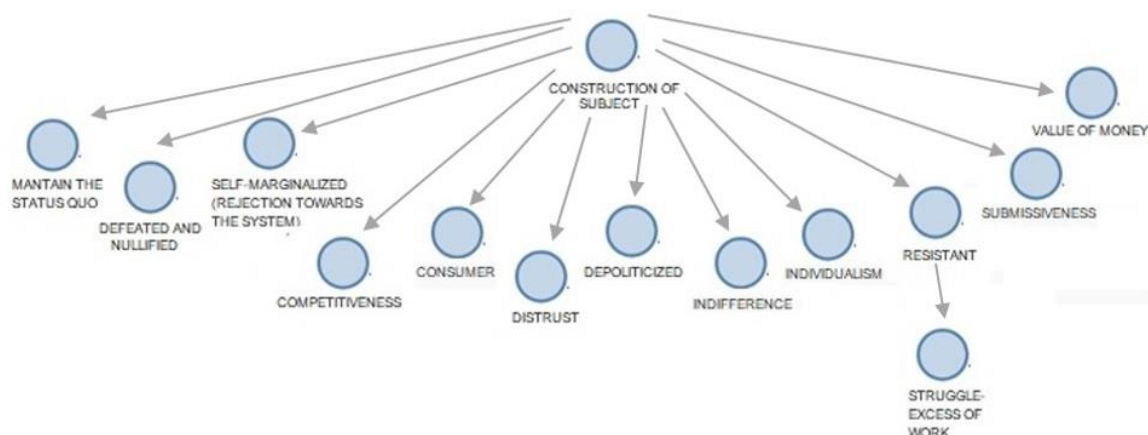 CONSTRUCTION OF
SUBJECT
VALUE OF MONEY
MANTAIN THE
STATUS QUO
DEFEATED AND
NULLIFIED
SELF-MARGINALIZED
(REJECTION TOWARDS
THE SYSTEM)
SUBMISSIVENESS
COMPETITIVENESS
CONSUMER
DISTRUST
DEPOLITICIZED
INDIFFERENCE
INDIVIDUALISM
RESISTANT
STRUGGLE-
EXCESS OF
WORK